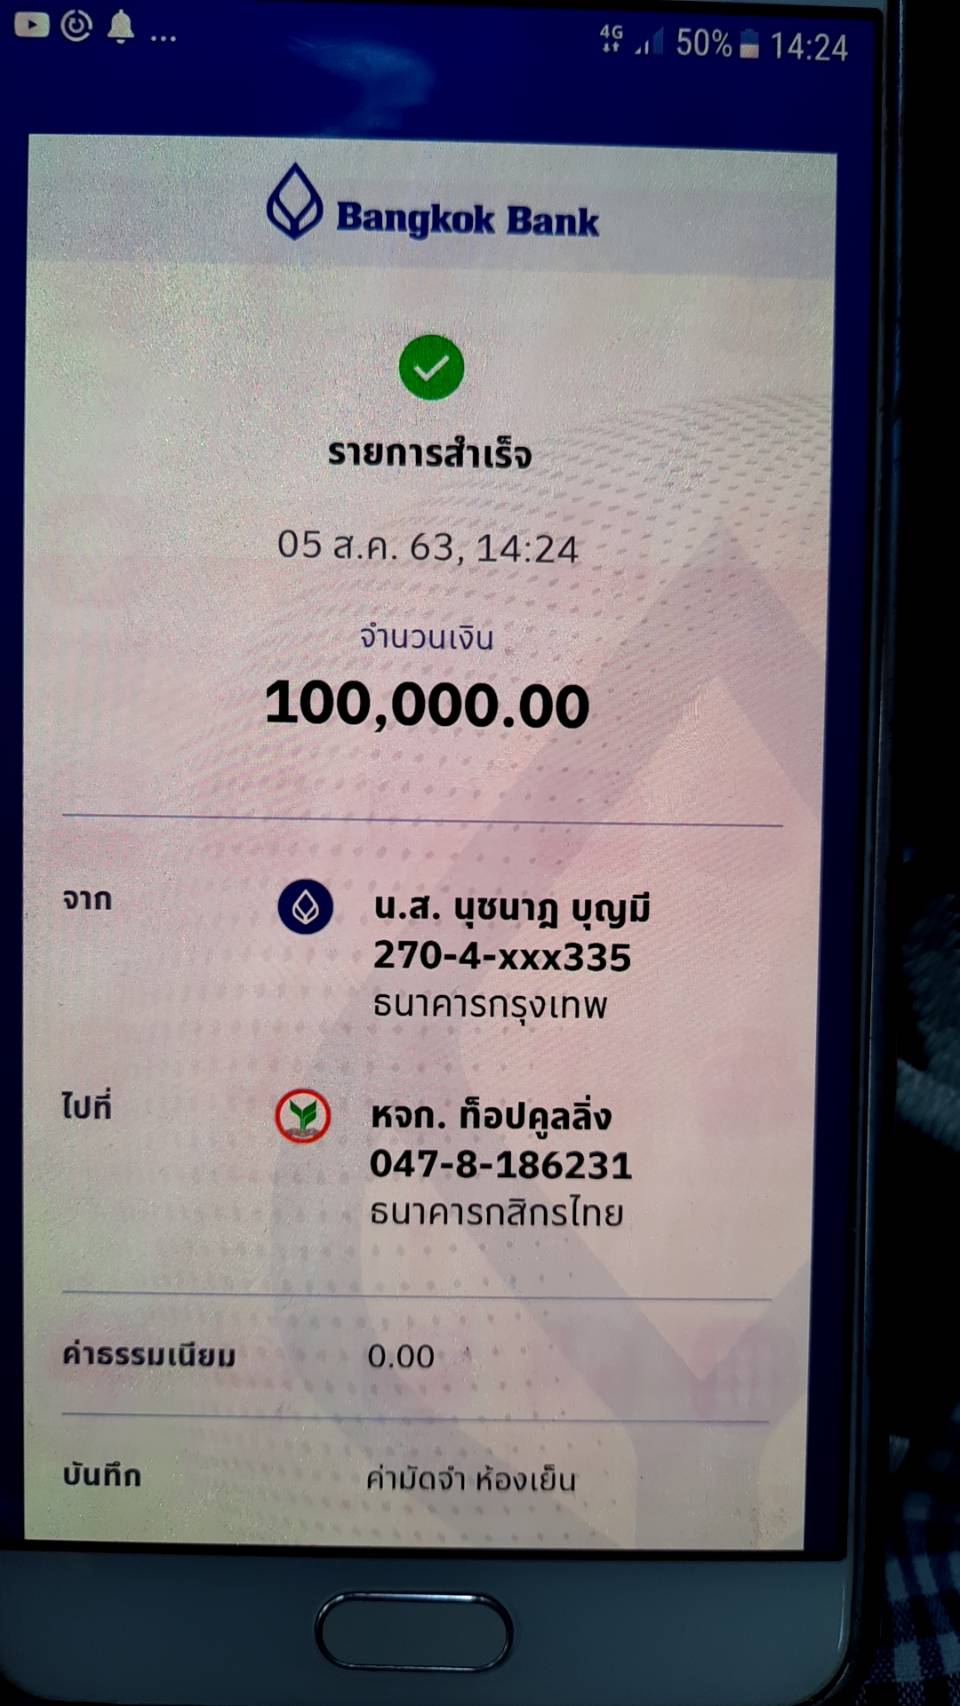 4G 50% 14:24
Bangkok Bank
รายการสำเร็จ
05 ส.ค. 63, 14:24
จำนวนเงิน
100,000.00
จาก น.ส. นุชนาฎ บุญมี
270-4-xxx335
ธนาคารกรุงเทพ
ไปที่ หจก. ท็อปคูลลิ่ง
047-8-186231
ธนาคารกสิกรไทย
ค่าธรรมเนียม 0.00
บันทึก ค่ามัดจำ ห้องเย็น